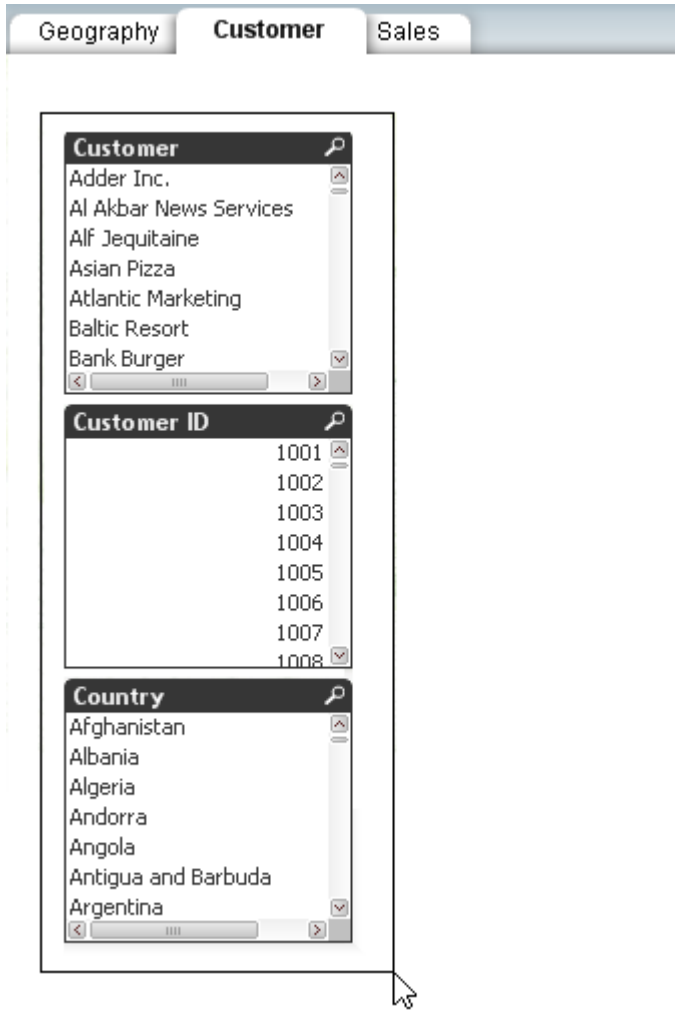 Geography Customer Sales
Customer
Adder Inc.
Al Akbar News Services
Alf Jequitaine
Asian Pizza
Atlantic Marketing
Baltic Resort
Bank Burger
Customer ID
1001
1002
1003
1004
1005
1006
1007
1008
Country
Afghanistan
Albania
Algeria
Andorra
Angola
Antigua and Barbuda
Argentina